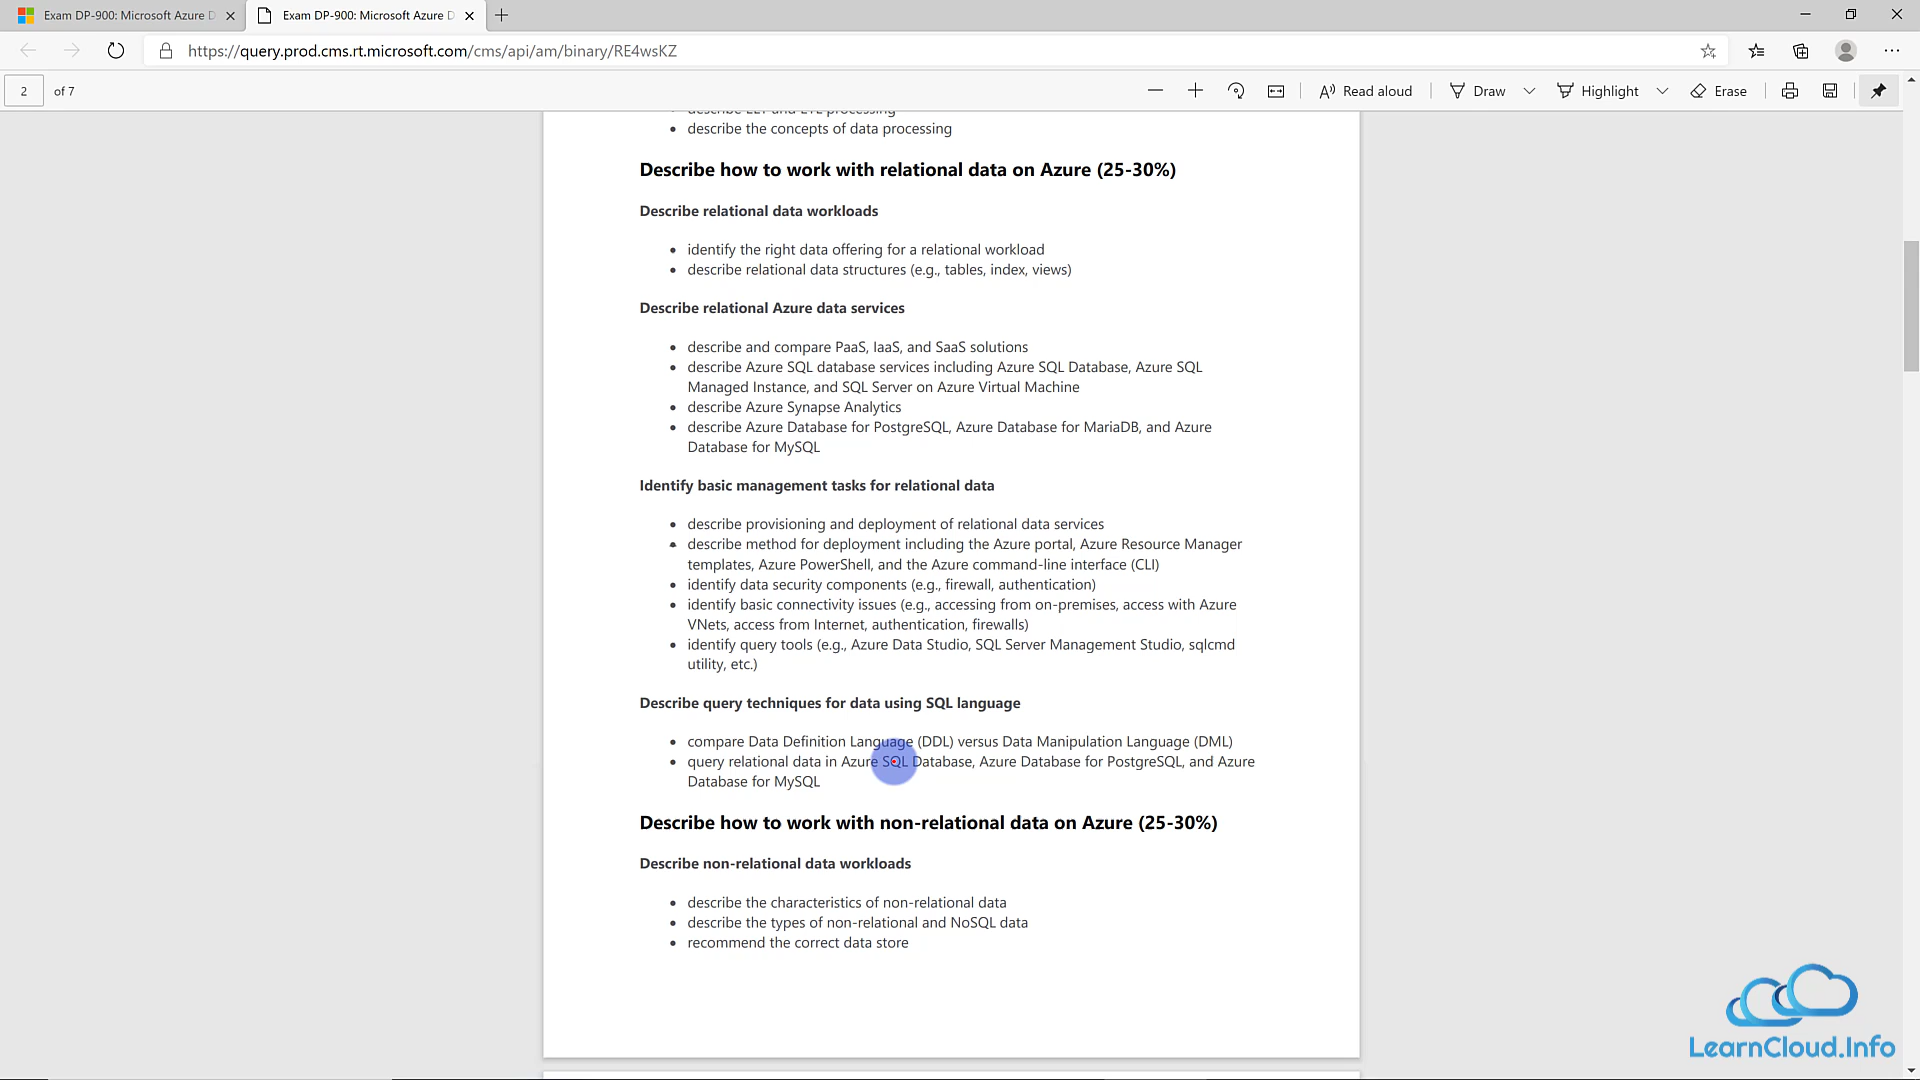 Exam DP-900: Microsoft Azure D
Exam DP-900: Microsoft Azure D
https://query.prod.cms.rt.microsoft.com/cms/api/am/binary/RE4wsKZ
2 of 7
Read aloud
Draw
Highlight
Erase
• describe ELT and ETL processing
• describe the concepts of data processing
Describe how to work with relational data on Azure (25-30%)
Describe relational data workloads
• identify the right data offering for a relational workload
• describe relational data structures (e.g., tables, index, views)
Describe relational Azure data services
• describe and compare PaaS, IaaS, and SaaS solutions
• describe Azure SQL database services including Azure SQL Database, Azure SQL
Managed Instance, and SQL Server on Azure Virtual Machine
• describe Azure Synapse Analytics
• describe Azure Database for PostgreSQL, Azure Database for MariaDB, and Azure
Database for MySQL
Identify basic management tasks for relational data
• describe provisioning and deployment of relational data services
• describe method for deployment including the Azure portal, Azure Resource Manager
templates, Azure PowerShell, and the Azure command-line interface (CLI)
• identify data security components (e.g., firewall, authentication)
• identify basic connectivity issues (e.g., accessing from on-premises, access with Azure
VNets, access from Internet, authentication, firewalls)
• identify query tools (e.g., Azure Data Studio, SQL Server Management Studio, sqlcmd
utility, etc.)
Describe query techniques for data using SQL language
• compare Data Definition Language (DDL) versus Data Manipulation Language (DML)
• query relational data in Azure SQL Database, Azure Database for PostgreSQL, and Azure
Database for MySQL
Describe how to work with non-relational data on Azure (25-30%)
Describe non-relational data workloads
• describe the characteristics of non-relational data
• describe the types of non-relational and NoSQL data
• recommend the correct data store
LearnCloud.Info